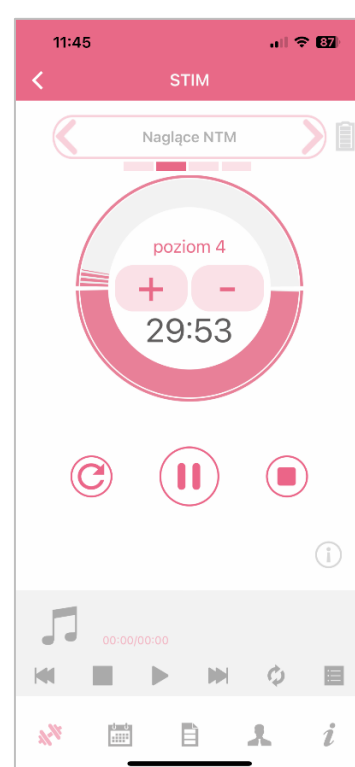 11:45
87
STIM
Naglące NTM
poziom 4
+ -
29:53
00:00/00:00